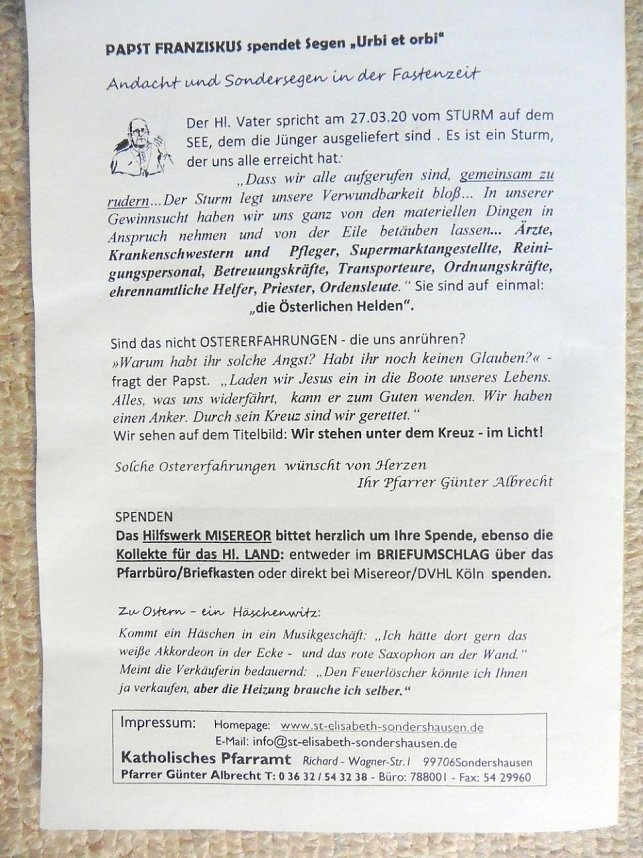 PAPST FRANZISKUS spendet Segen „Urbi et orbi“
Andacht und Sondersegen in der Fastenzeit
Der Hl. Vater spricht am 27.03.20 vom STURM auf dem
SEE, dem die Jünger ausgeliefert sind . Es ist ein Sturm,
der uns alle erreicht hat:
„Dass wir alle aufgerufen sind, gemeinsam zu
rudern...Der Sturm legt unsere Verwundbarkeit bloß... In unserer
Gewinnsucht haben wir uns ganz von den materiellen Dingen in
Anspruch nehmen und von der Eile betäuben lassen... Ärzte,
Krankenschwestern und Pfleger, Supermarktangestellte, Reini-
gungspersonal, Betreuungskräfte, Transporteure, Ordnungskräfte,
ehrennamtliche Helfer, Priester, Ordensleute.“ Sie sind auf einmal:
„die Österlichen Helden“.
Sind das nicht OSTERERFAHRUNGEN - die uns anrühren?
»Warum habt ihr solche Angst? Habt ihr noch keinen Glauben?« -
fragt der Papst. „Laden wir Jesus ein in die Boote unseres Lebens.
Alles, was uns widerfährt, kann er zum Guten wenden. Wir haben
einen Anker. Durch sein Kreuz sind wir gerettet.“
Wir sehen auf dem Titelbild: Wir stehen unter dem Kreuz - im Licht!
Solche Ostererfahrungen wünscht von Herzen
Ihr Pfarrer Günter Albrecht
SPENDEN
Das Hilfswerk MISEREOR bittet herzlich um Ihre Spende, ebenso die
Kollekte für das Hl. LAND: entweder im BRIEFUMSCHLAG über das
Pfarrbüro/Briefkasten oder direkt bei Misereor/DVHL Köln spenden.
Zu Ostern - ein Häschenwitz:
Kommt ein Häschen in ein Musikgeschäft: „Ich hätte dort gern das
weiße Akkordeon in der Ecke - und das rote Saxophon an der Wand.“
Meint die Verkäuferin bedauernd: „Den Feuerlöscher könnte ich Ihnen
ja verkaufen, aber die Heizung brauche ich selber.“
Impressum: Homepage: www.st-elisabeth-sondershausen.de
E-Mail: info@st-elisabeth-sondershausen.de
Katholisches Pfarramt Richard - Wagner-Str.1 99706Sondershausen
Pfarrer Günter Albrecht T: 0 36 32 / 54 32 38 - Büro: 788001 - Fax: 54 29960